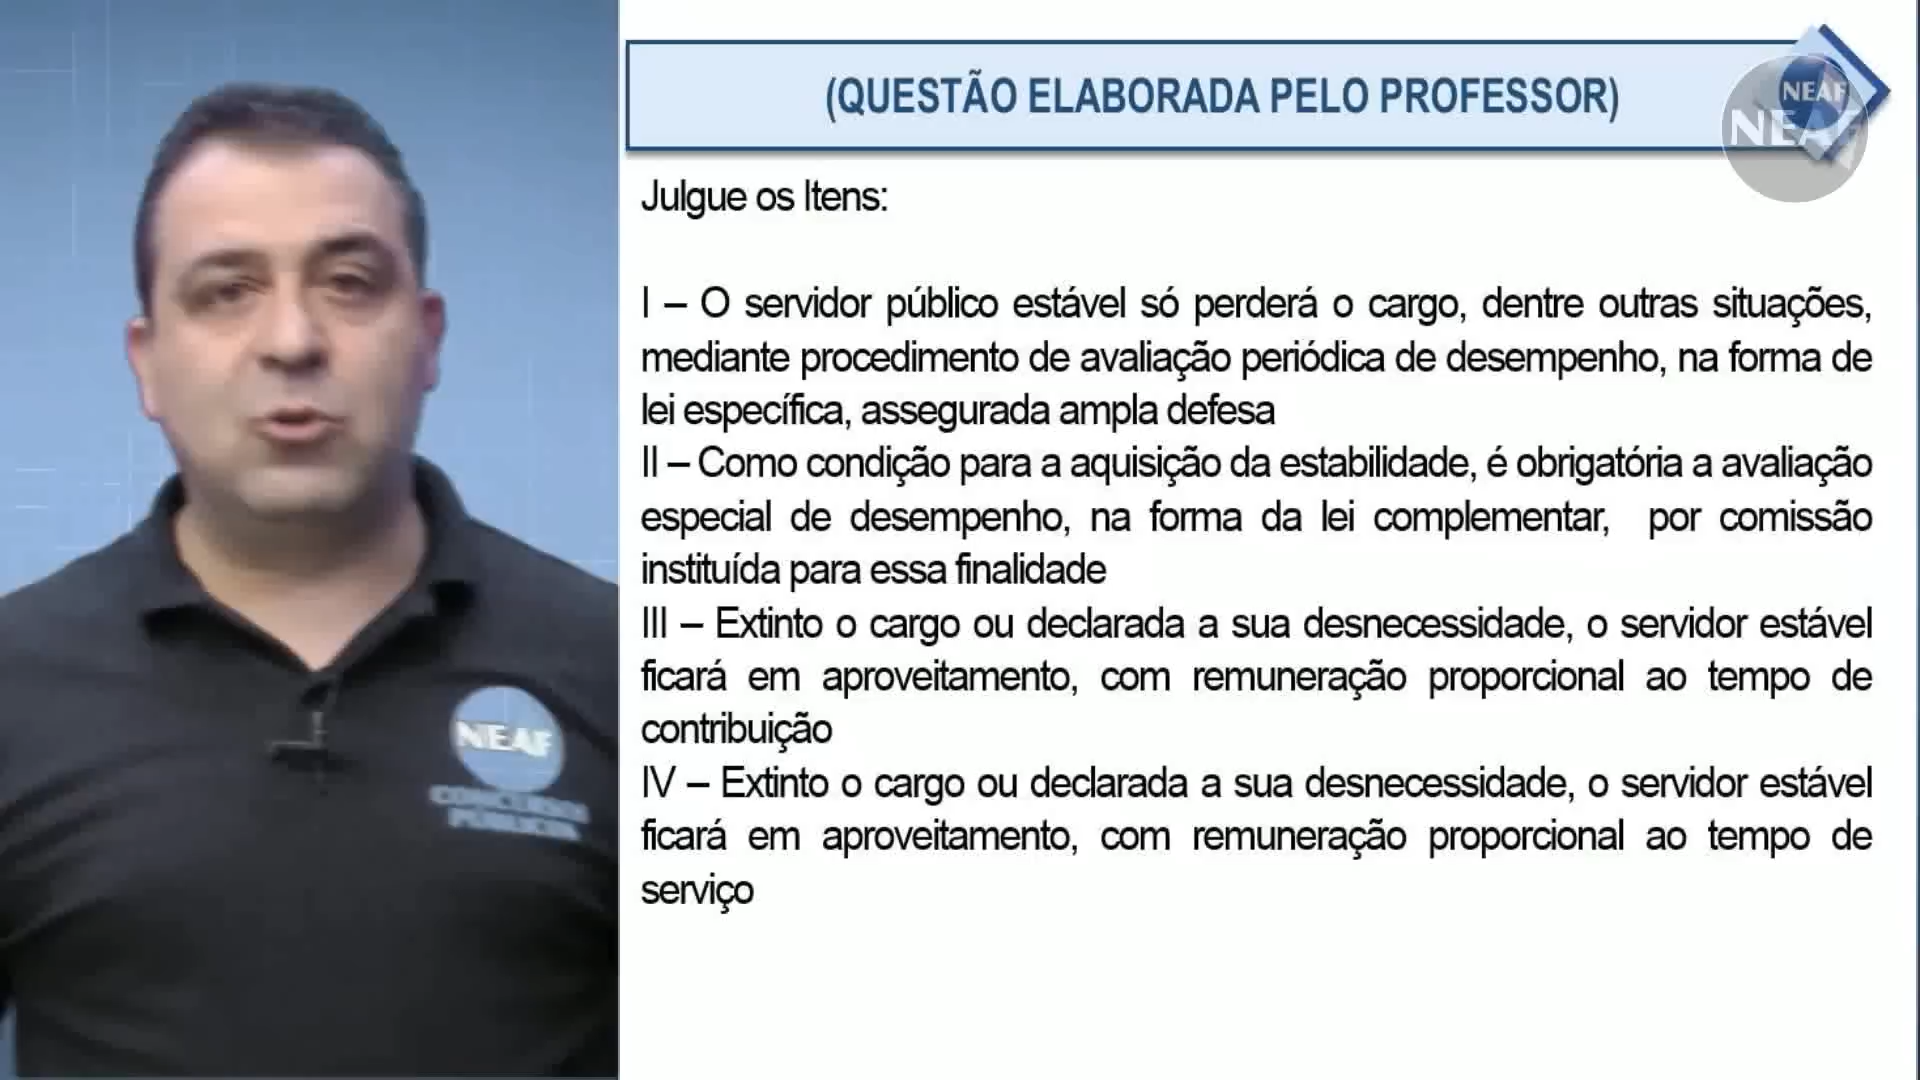 (QUESTÃO ELABORADA PELO PROFESSOR)
NEAF
NEAF
Julgue os Itens:
I – O servidor público estável só perderá o cargo, dentre outras situações,
mediante procedimento de avaliação periódica de desempenho, na forma de
lei específica, assegurada ampla defesa
II – Como condição para a aquisição da estabilidade, é obrigatória a avaliação
especial de desempenho, na forma da lei complementar, por comissão
instituída para essa finalidade
III – Extinto o cargo ou declarada a sua desnecessidade, o servidor estável
ficará em aproveitamento, com remuneração proporcional ao tempo de
contribuição
IV – Extinto o cargo ou declarada a sua desnecessidade, o servidor estável
ficará em aproveitamento, com remuneração proporcional ao tempo de
serviço
NEAF
CONCURSOS
PÚBLICOS